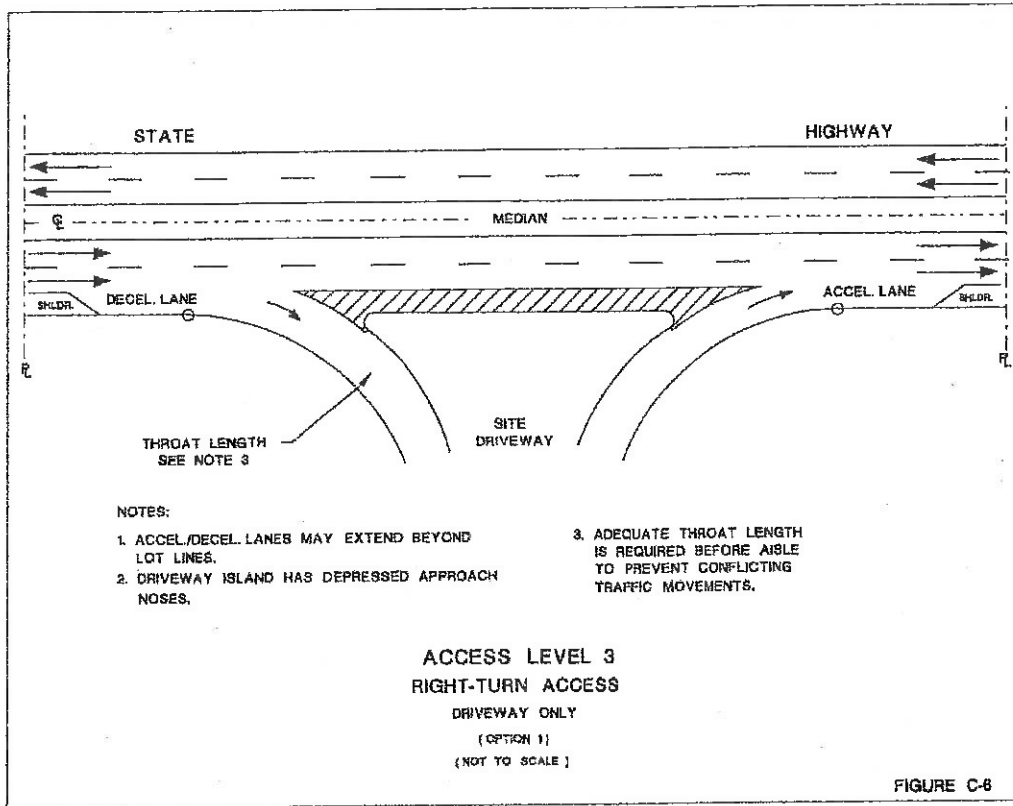 STATE HIGHWAY
MEDIAN
℄
SHLDR.
DECEL. LANE
ACCEL. LANE
SHLDR.
PL
PL
THROAT LENGTH
SEE NOTE 3
SITE
DRIVEWAY
NOTES:
1. ACCEL./DECEL. LANES MAY EXTEND BEYOND
LOT LINES.
2. DRIVEWAY ISLAND HAS DEPRESSED APPROACH
NOSES.
3. ADEQUATE THROAT LENGTH
IS REQUIRED BEFORE AISLE
TO PREVENT CONFLICTING
TRAFFIC MOVEMENTS.
ACCESS LEVEL 3
RIGHT-TURN ACCESS
DRIVEWAY ONLY
(OPTION 1)
(NOT TO SCALE)
FIGURE C-6